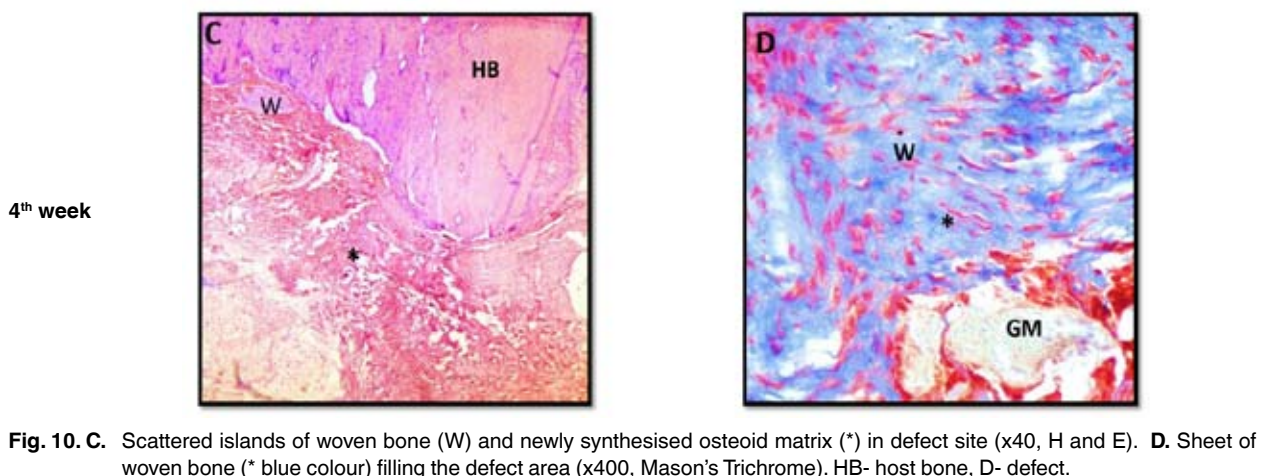 C
HB
W
*
D
W
*
GM
4th week
Fig. 10. C. Scattered islands of woven bone (W) and newly synthesised osteoid matrix (*) in defect site (x40, H and E). D. Sheet of
woven bone (* blue colour) filling the defect area (x400, Mason's Trichrome). HB- host bone, D- defect.